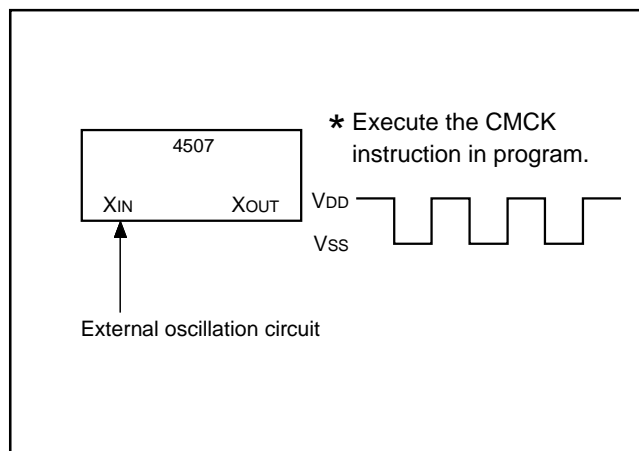 * Execute the CMCK
instruction in program.
4507
XIN
XOUT
VDD
VSS
External oscillation circuit